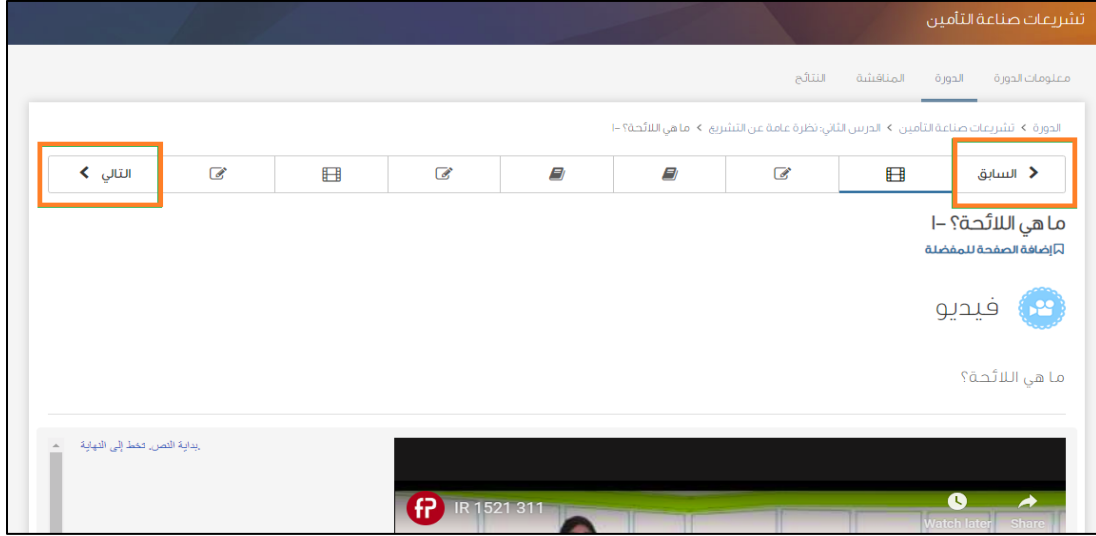 تشريعات صناعة التأمين
معلومات الدورة الدورة المناقشة النتائج
الدورة > تشريعات صناعة التأمين > الدرس الثاني: نظرة عامة عن التشريع > ما هي اللائحة؟ –ا
السابق التالي
ما هي اللائحة؟ –ا
إضافة الصفحة للمفضلة
فيديو
ما هي اللائحة؟
بداية النص. تخط إلى النهاية.
IR 1521 311
Watch later Share